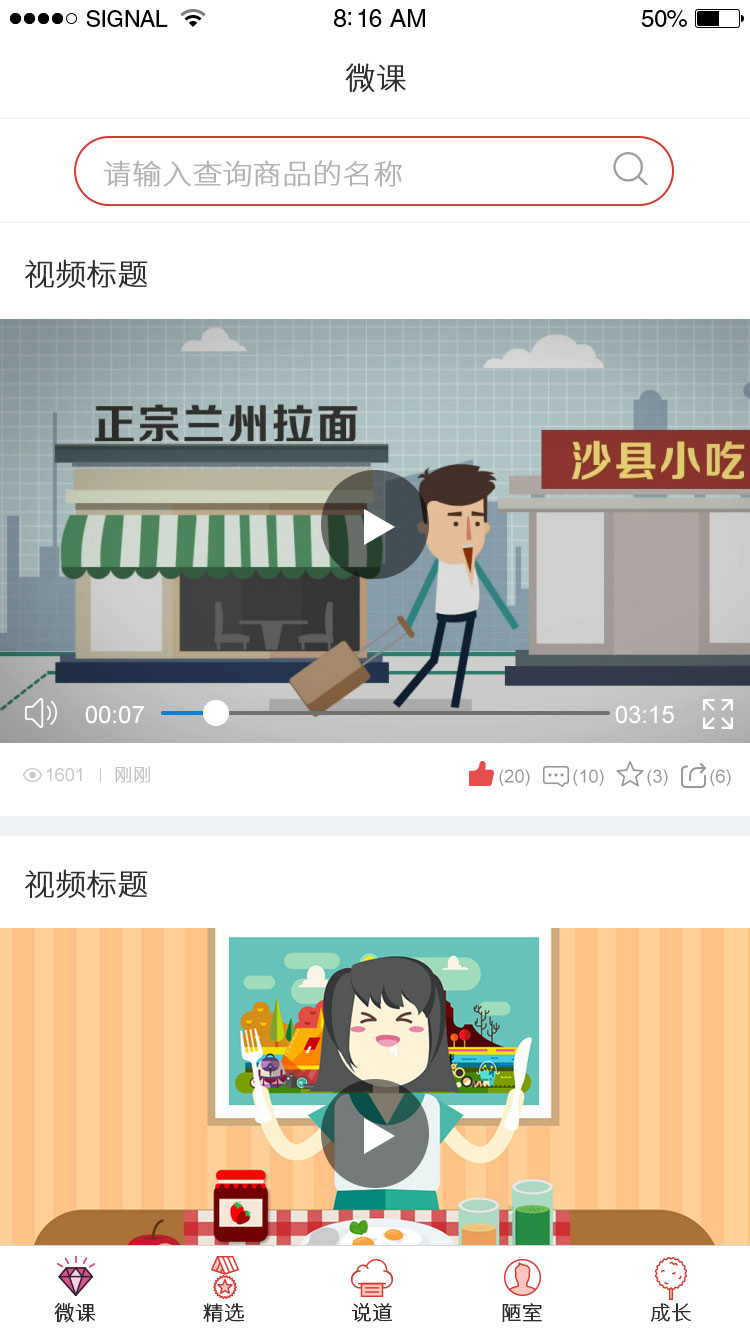 SIGNAL 8:16 AM 50%
微课
请输入查询商品的名称
视频标题
正宗兰州拉面
沙县小吃
00:07 03:15
1601 | 刚刚 (20) (10) (3) (6)
视频标题
微课 精选 说道 陋室 成长